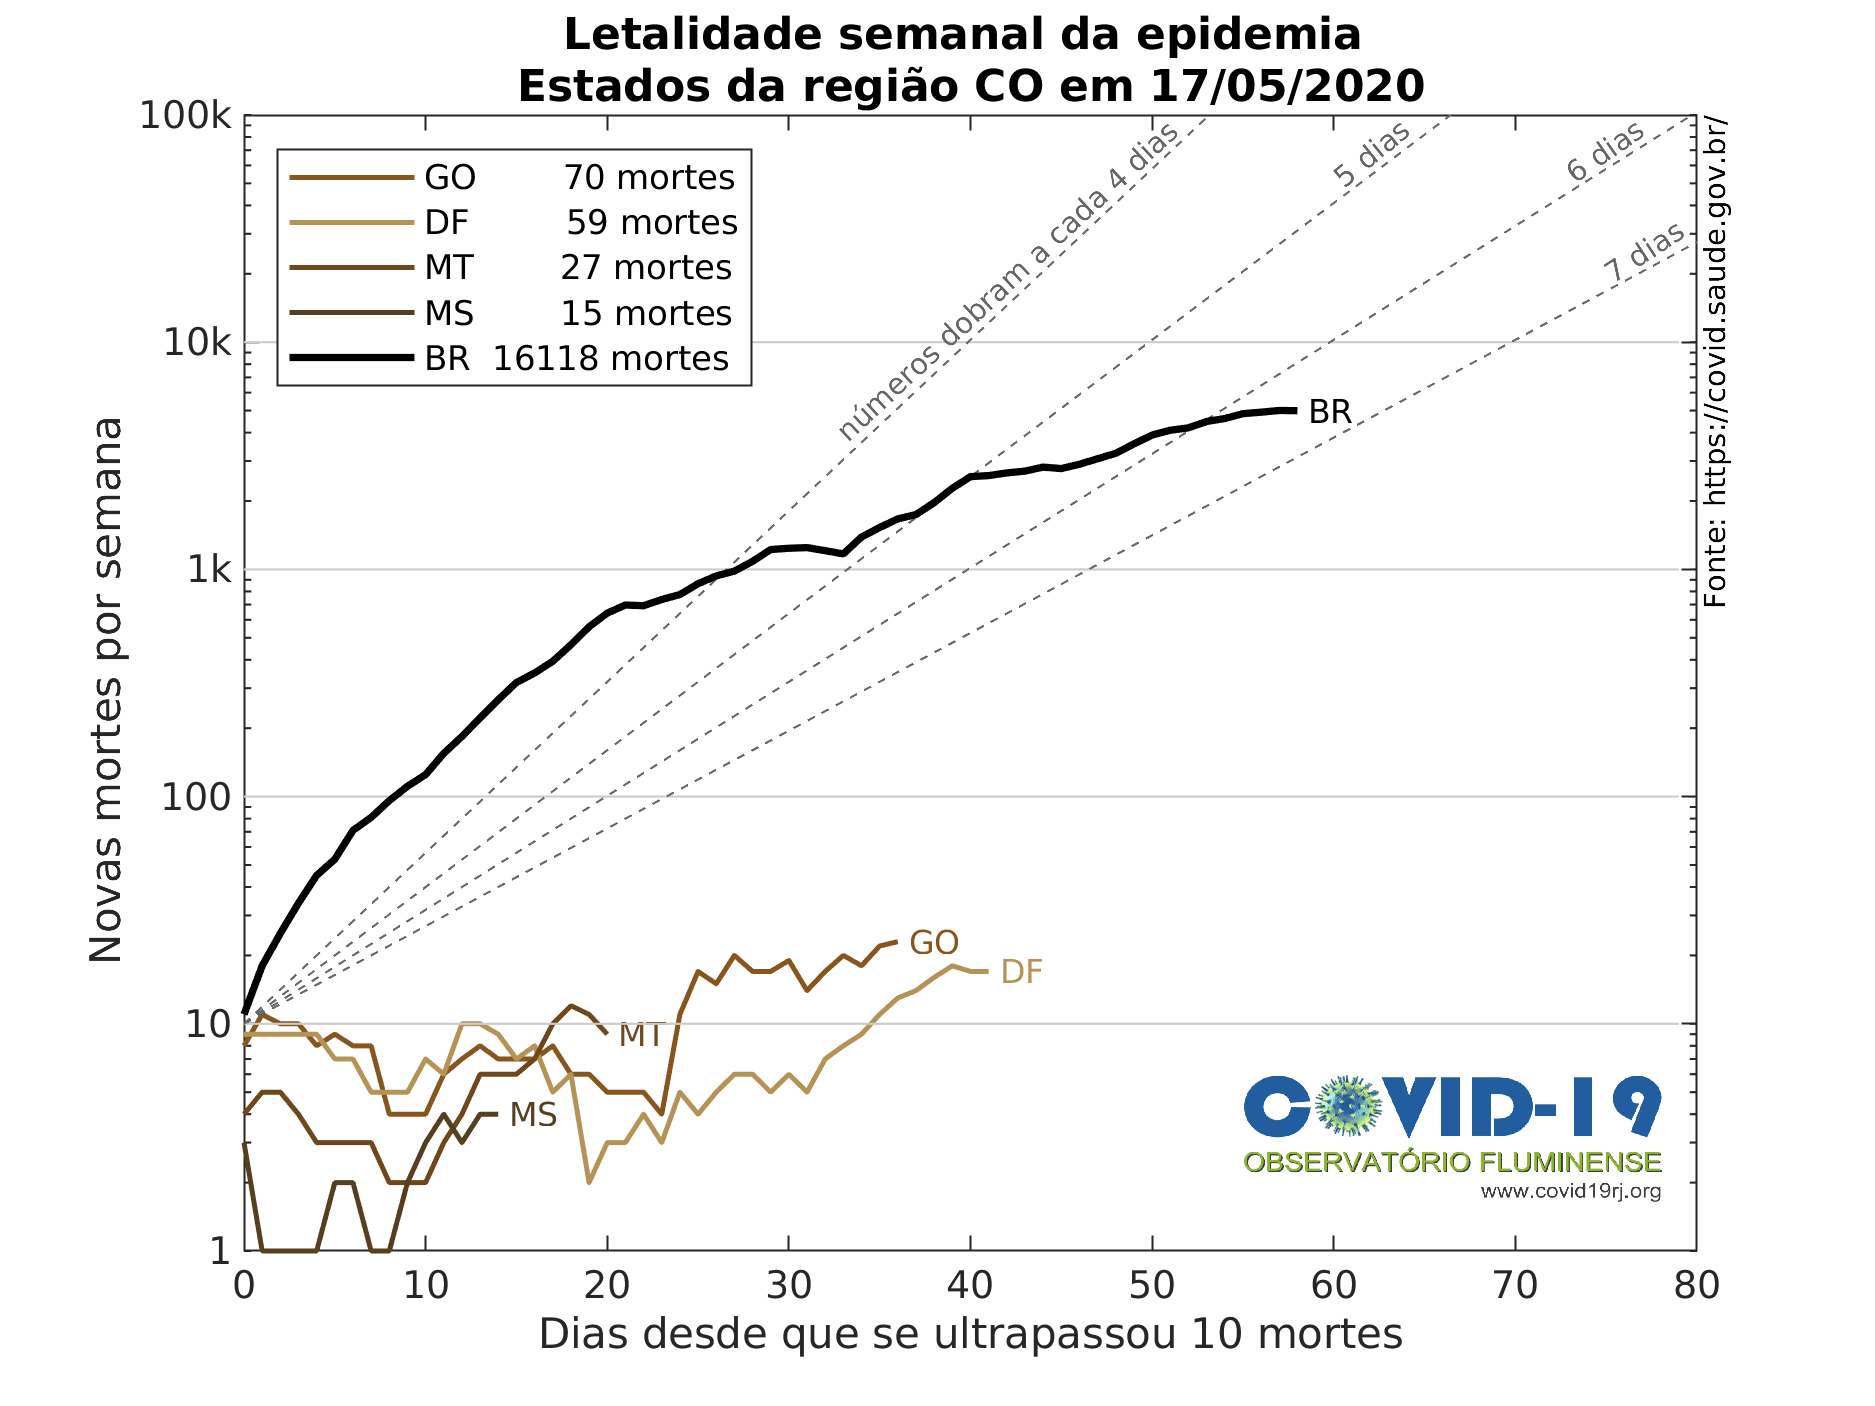 Letalidade semanal da epidemia
Estados da região CO em 17/05/2020
100k
10k
1k
100
10
1
Novas mortes por semana
GO 70 mortes
DF 59 mortes
MT 27 mortes
MS 15 mortes
BR 16118 mortes
números dobram a cada 4 dias
5 dias
6 dias
7 dias
Fonte: https://covid.saude.gov.br/
BR
GO
DF
MT
MS
COVID-19
OBSERVATÓRIO FLUMINENSE
www.covid19rj.org
0 10 20 30 40 50 60 70 80
Dias desde que se ultrapassou 10 mortes